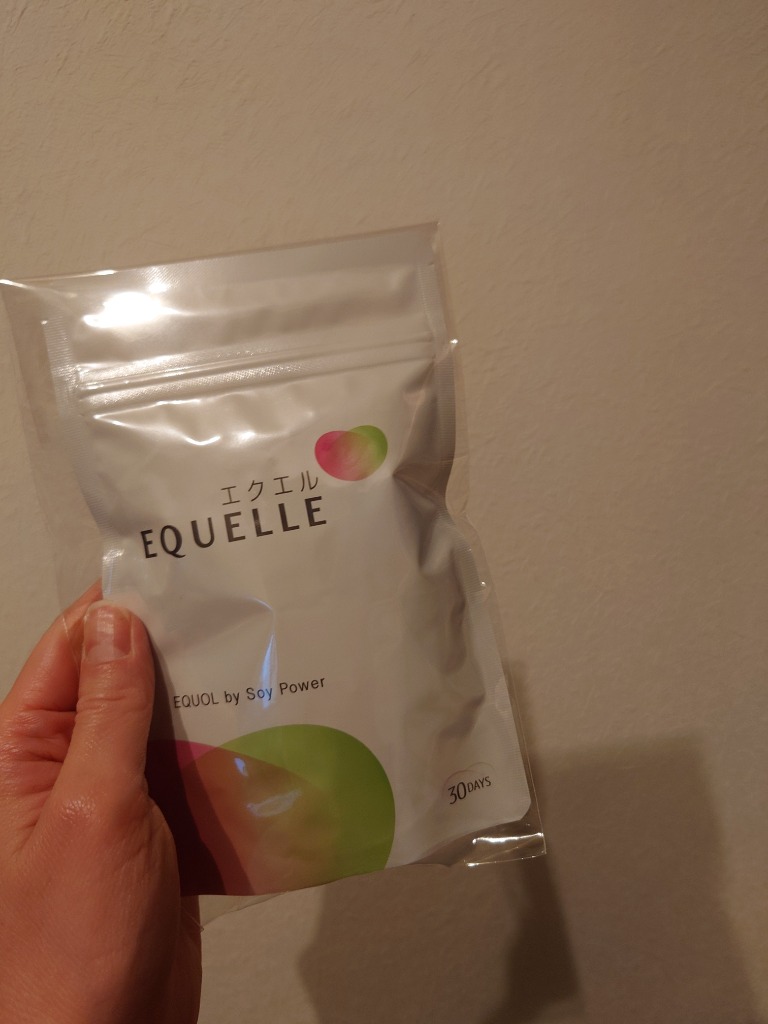 エクエル
EQUELLE
EQUOL by Soy Power
30DAYS